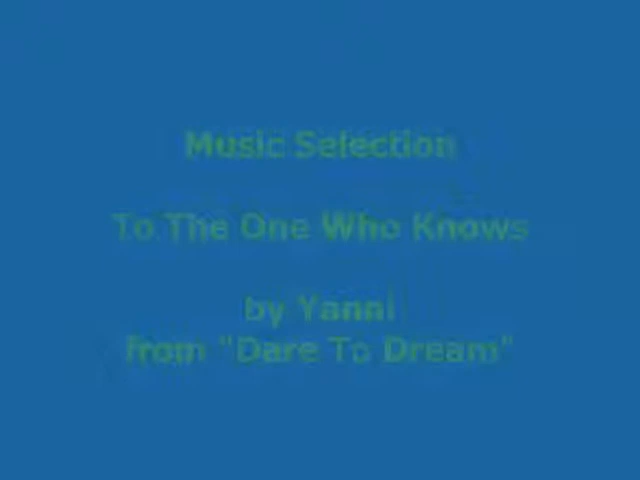 Music Selection
To The One Who Knows
by Yanni
from "Dare To Dream"